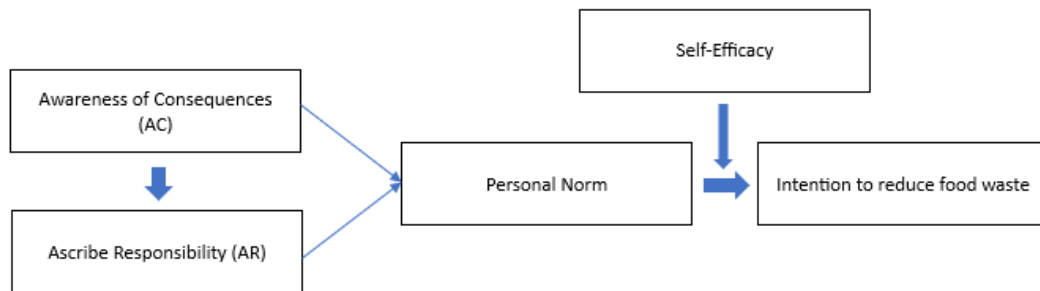 Self-Efficacy
Awareness of Consequences
(AC)
Personal Norm
Intention to reduce food waste
Ascribe Responsibility (AR)